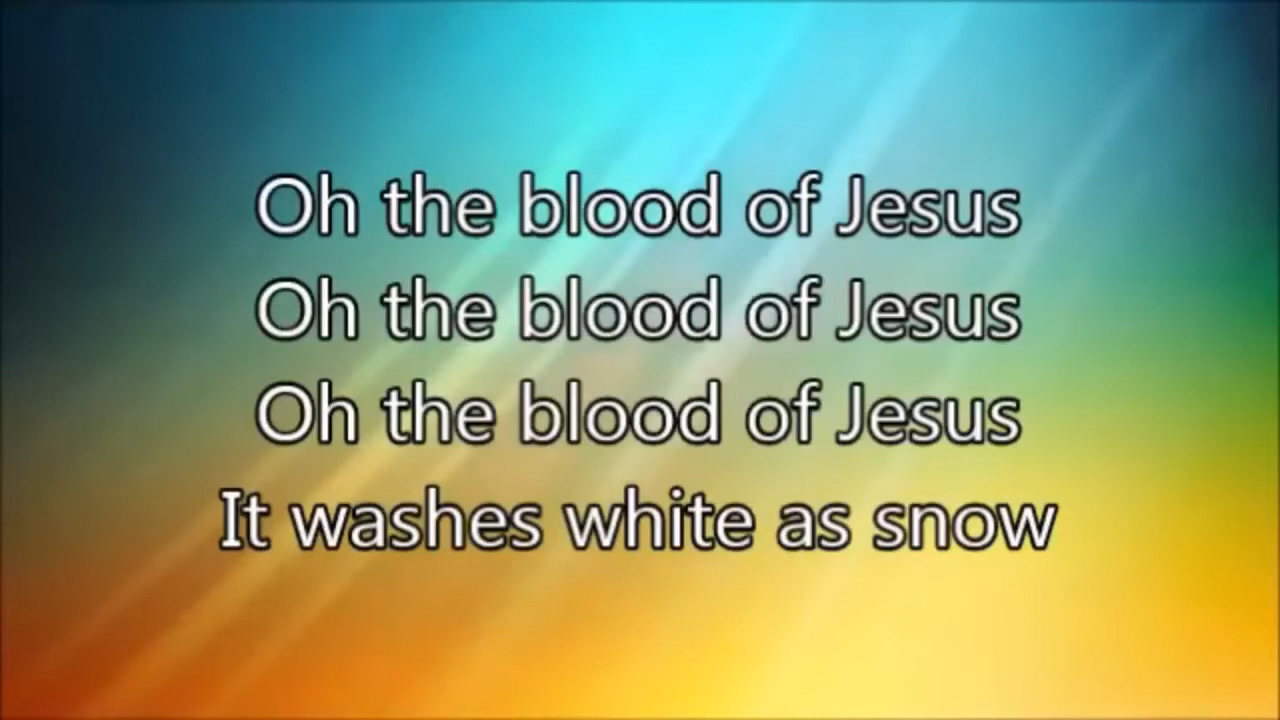 Oh the blood of Jesus
Oh the blood of Jesus
Oh the blood of Jesus
It washes white as snow